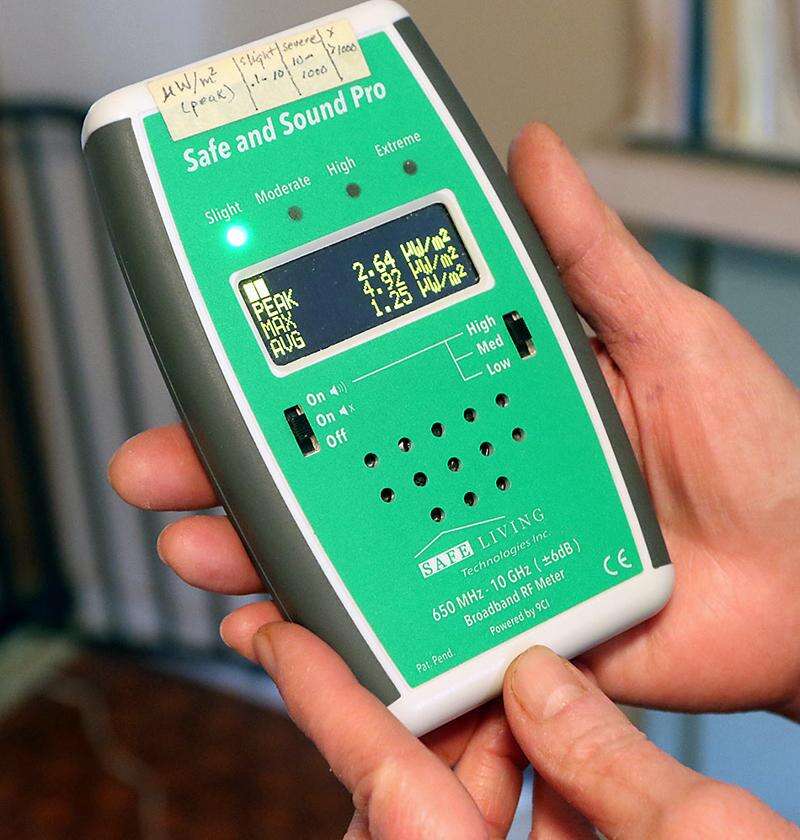 μW/m² | slight | severe | x
(peak) | .1-10 | 10-1000 | >1000
Safe and Sound Pro
Slight Moderate High Extreme
PEAK 2.64 μW/m²
MAX 4.92 μW/m²
AVG 1.25 μW/m²
High
Med
Low
On
On
Off
SAFE LIVING
Technologies Inc.
650 MHz - 10 GHz (±6dB)
Broadband RF Meter
Powered by 9CI
CE
Pat. Pend.